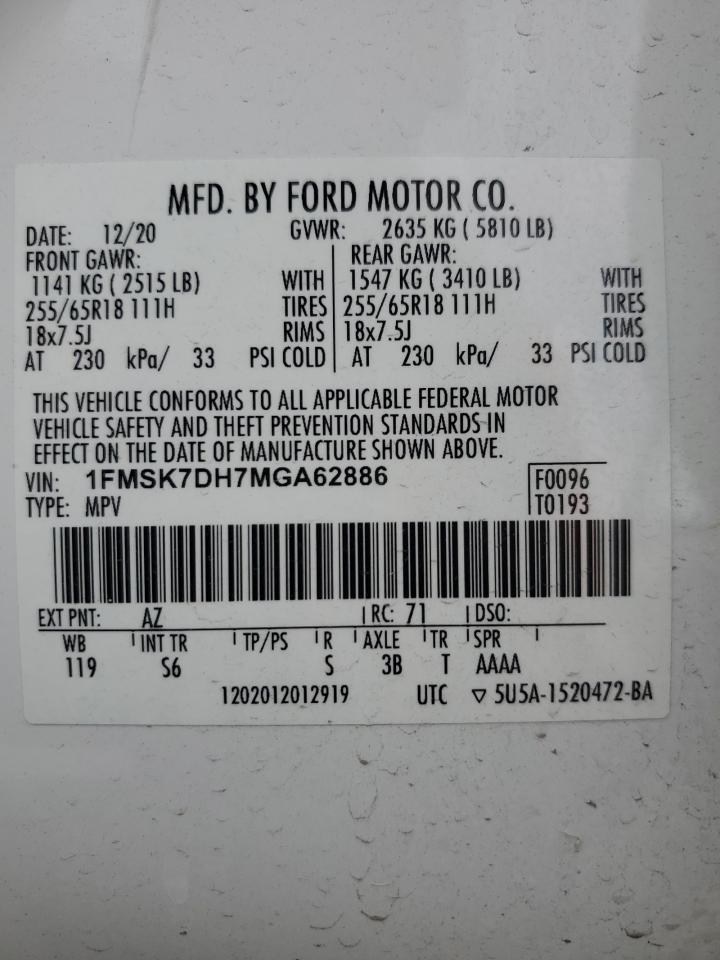 MFD. BY FORD MOTOR CO.
DATE: 12/20 GVWR: 2635 KG ( 5810 LB)
FRONT GAWR: REAR GAWR:
1141 KG ( 2515 LB) WITH 1547 KG ( 3410 LB) WITH
255/65R18 111H TIRES 255/65R18 111H TIRES
18x7.5J RIMS 18x7.5J RIMS
AT 230 kPa/ 33 PSI COLD AT 230 kPa/ 33 PSI COLD
THIS VEHICLE CONFORMS TO ALL APPLICABLE FEDERAL MOTOR
VEHICLE SAFETY AND THEFT PREVENTION STANDARDS IN
EFFECT ON THE DATE OF MANUFACTURE SHOWN ABOVE.
VIN: 1FMSK7DH7MGA62886 F0096
TYPE: MPV T0193
EXT PNT: AZ RC: 71 DSO:
WB INT TR TP/PS R AXLE TR SPR
119 S6 S 3B T AAAA
1202012012919 UTC ▽ 5U5A-1520472-BA